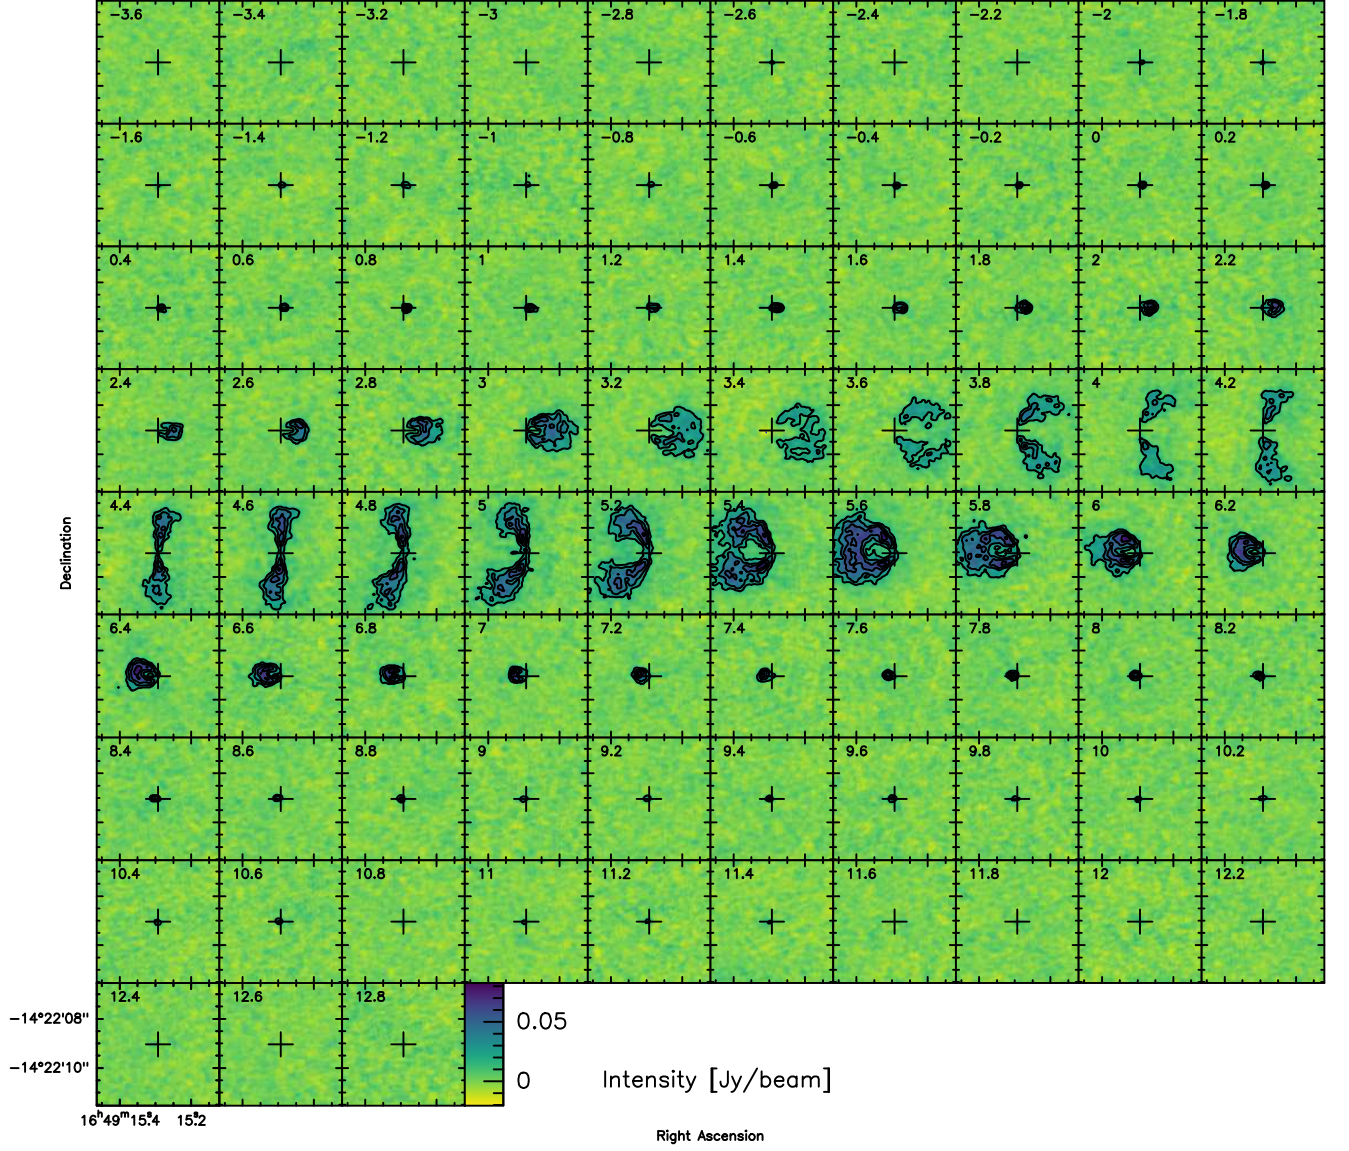 −3.6 −3.4 −3.2 −3 −2.8 −2.6 −2.4 −2.2 −2 −1.8
−1.6 −1.4 −1.2 −1 −0.8 −0.6 −0.4 −0.2 0 0.2
0.4 0.6 0.8 1 1.2 1.4 1.6 1.8 2 2.2
2.4 2.6 2.8 3 3.2 3.4 3.6 3.8 4 4.2
4.4 4.6 4.8 5 5.2 5.4 5.6 5.8 6 6.2
Declination
6.4 6.6 6.8 7 7.2 7.4 7.6 7.8 8 8.2
8.4 8.6 8.8 9 9.2 9.4 9.6 9.8 10 10.2
10.4 10.6 10.8 11 11.2 11.4 11.6 11.8 12 12.2
12.4 12.6 12.8
−14°22'08" 0.05
−14°22'10" 0 Intensity [Jy/beam]
16ʰ49ᵐ15ˢ.4 15ˢ.2
Right Ascension